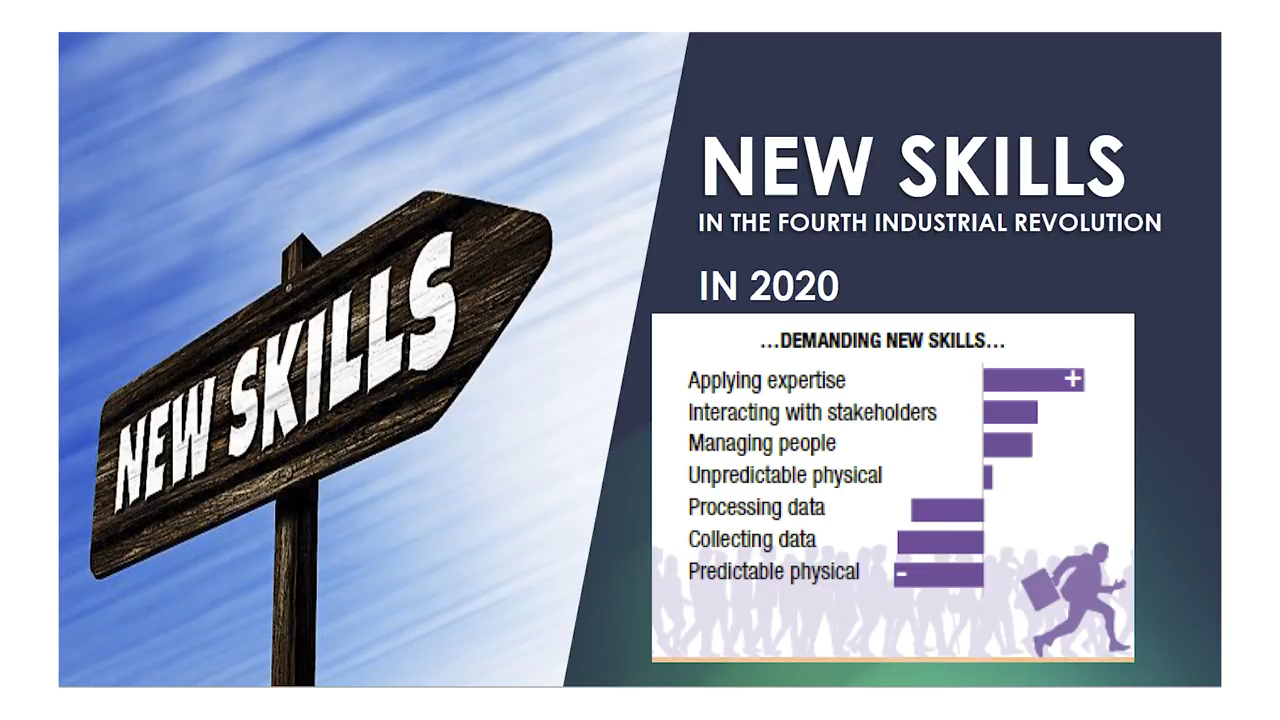 NEW SKILLS
NEW SKILLS
IN THE FOURTH INDUSTRIAL REVOLUTION
IN 2020
...DEMANDING NEW SKILLS...
Applying expertise
+
Interacting with stakeholders
Managing people
Unpredictable physical
Processing data
Collecting data
Predictable physical
-